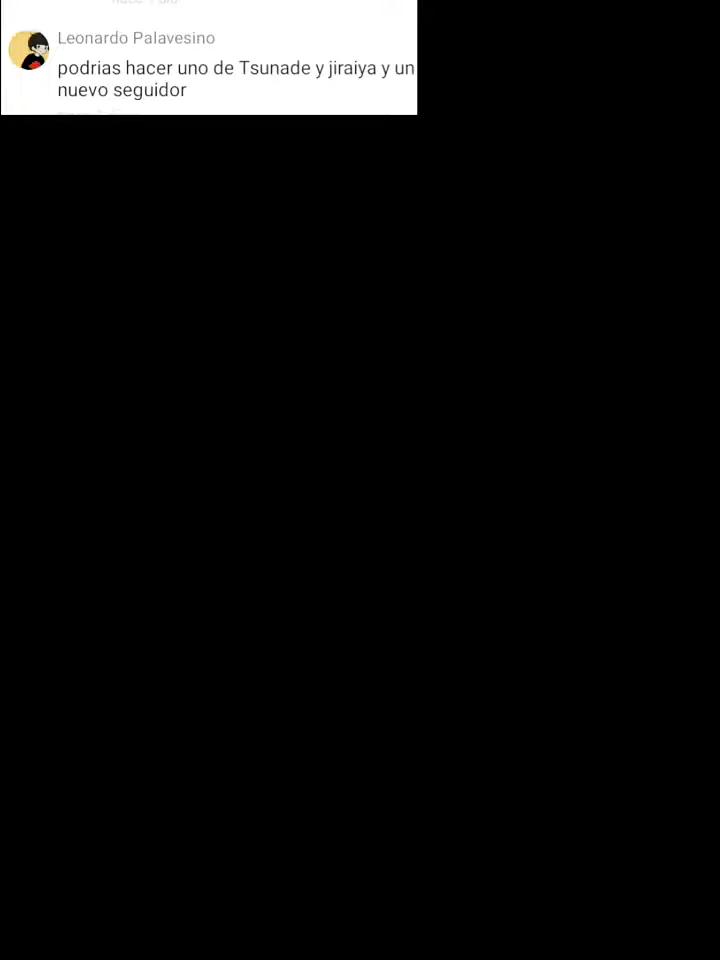 Leonardo Palavesino
podrias hacer uno de Tsunade y jiraiya y un
nuevo seguidor